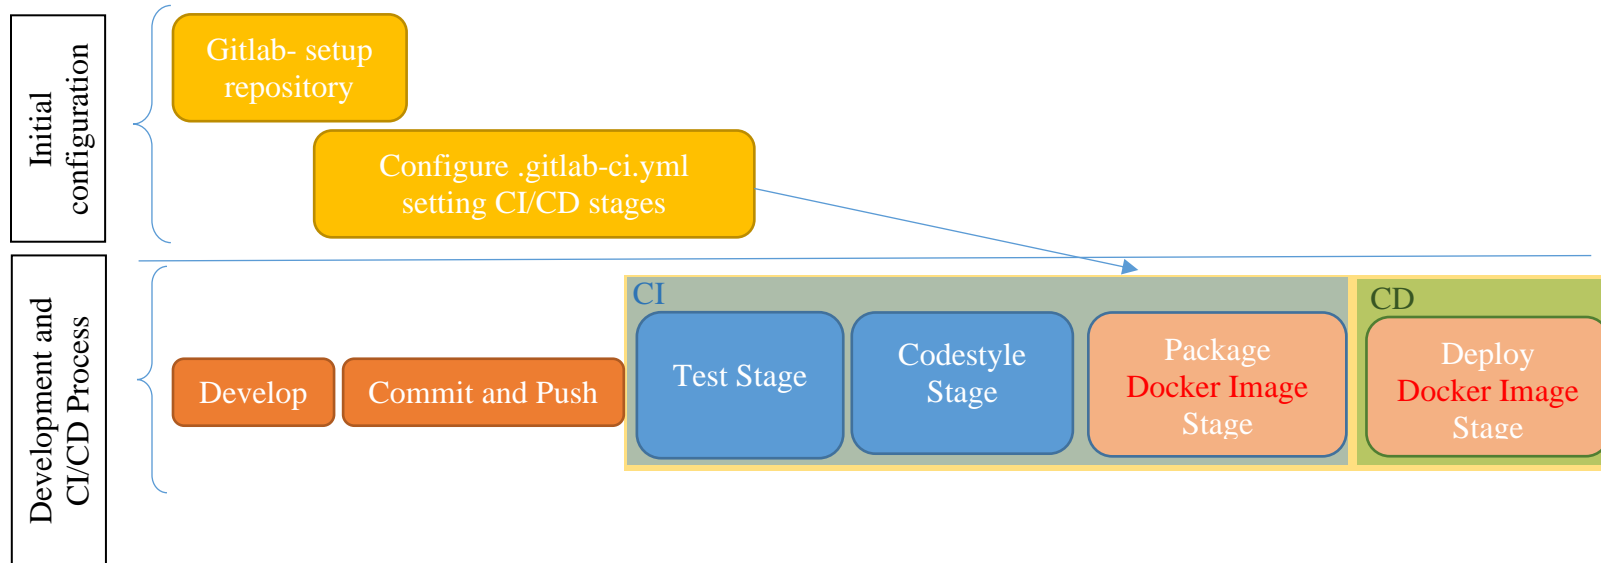 Initial
configuration
Gitlab- setup
repository
Configure .gitlab-ci.yml
setting CI/CD stages
Development and
CI/CD Process
Develop
Commit and Push
CI
Test Stage
Codestyle
Stage
Package
Docker Image
Stage
CD
Deploy
Docker Image
Stage